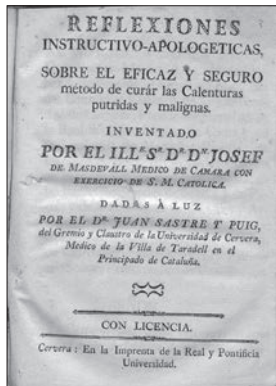 REFLEXIONES
INSTRUCTIVO-APOLOGETICAS,
SOBRE EL EFICAZ Y SEGURO
método de curár las Calenturas
putridas y malignas.
INVENTADO
POR EL ILL.R S.R D.R D.N JOSEF
DE MASDEVALL MEDICO DE CAMARA CON
EXERCICIO DE S. M. CATOLICA.
DADAS À LUZ
POR EL D.R JUAN SASTRE Y PUIG,
del Gremio y Claustro de la Universidad de Cervera,
Medico de la Villa de Taradell en el
Principado de Cataluña.
CON LICENCIA.
Cervera: En la Imprenta de la Real y Pontificia
Universidad.